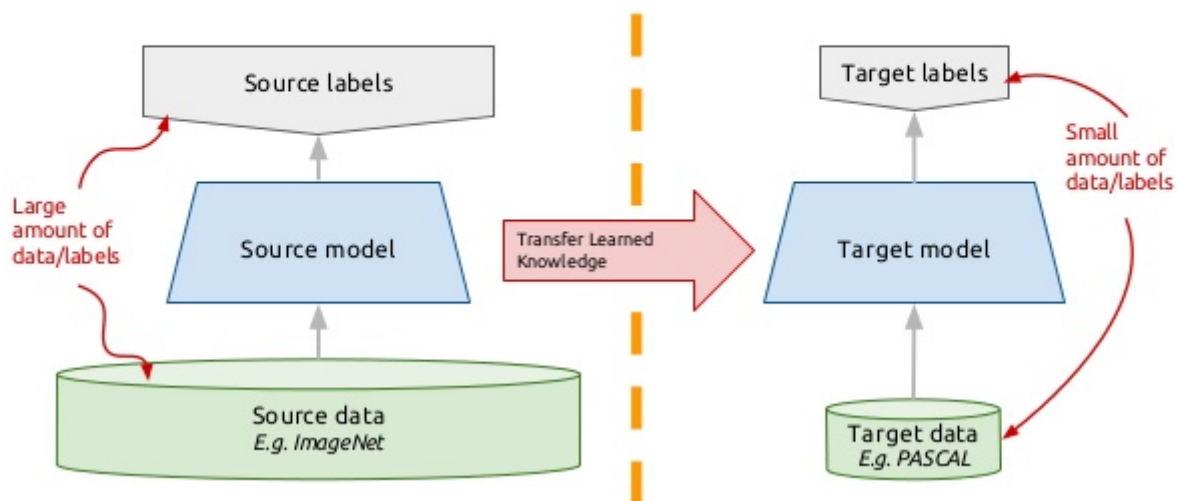 Source labels
Target labels
Large
amount of
data/labels
Small
amount of
data/labels
Source model
Transfer Learned
Knowledge
Target model
Source data
E.g. ImageNet
Target data
E.g. PASCAL